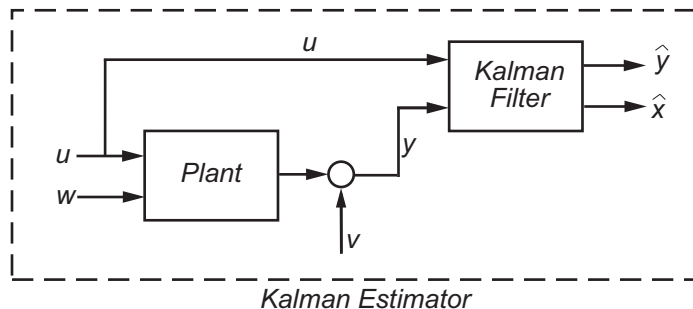 u
Kalman
Filter
ŷ
x̂
y
u
Plant
w
v
Kalman Estimator